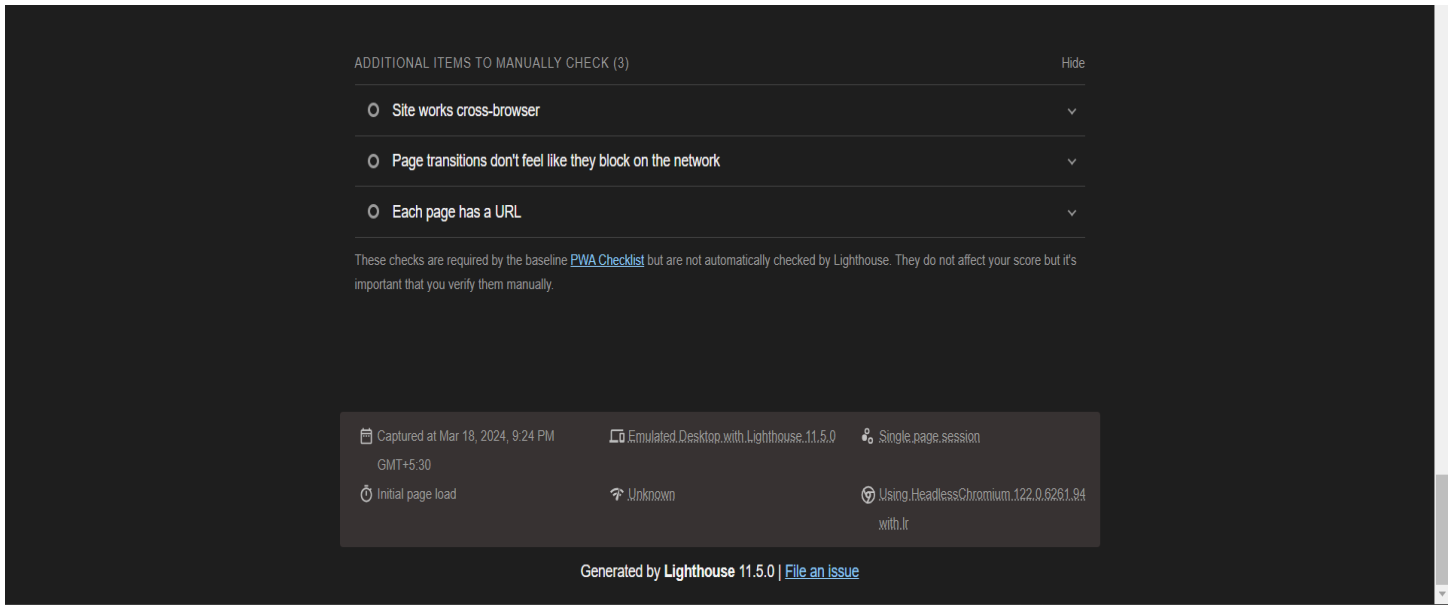 ADDITIONAL ITEMS TO MANUALLY CHECK (3) Hide
Site works cross-browser
Page transitions don't feel like they block on the network
Each page has a URL
These checks are required by the baseline PWA Checklist but are not automatically checked by Lighthouse. They do not affect your score but it's
important that you verify them manually.
Captured at Mar 18, 2024, 9:24 PM
GMT+5:30
Emulated Desktop with Lighthouse 11.5.0
Single page session
Initial page load
Unknown
Using HeadlessChromium 122.0.6261.94
with lr
Generated by Lighthouse 11.5.0 | File an issue